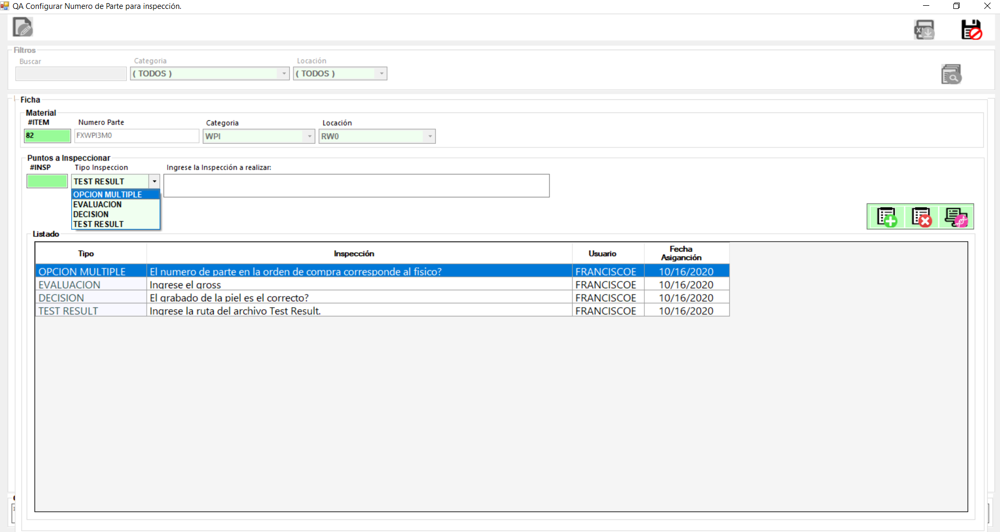 QA Configurar Numero de Parte para inspección.
Filtros
Buscar
Categoria
Locación
( TODOS )
( TODOS )
Ficha
Material
#ITEM
Numero Parte
Categoria
Locación
82
FXWPI3M0
WPI
RW0
Puntos a Inspeccionar
#INSP
Tipo Inspeccion
Ingrese la Inspección a realizar:
TEST RESULT
OPCION MULTIPLE
EVALUACION
DECISION
TEST RESULT
Listado
Tipo
Inspección
Usuario
Fecha
Asigancíón
OPCION MULTIPLE El numero de parte en la orden de compra corresponde al fisico? FRANCISCOE 10/16/2020
EVALUACION Ingrese el gross FRANCISCOE 10/16/2020
DECISION El grabado de la piel es el correcto? FRANCISCOE 10/16/2020
TEST RESULT Ingrese la ruta del archivo Test Result. FRANCISCOE 10/16/2020